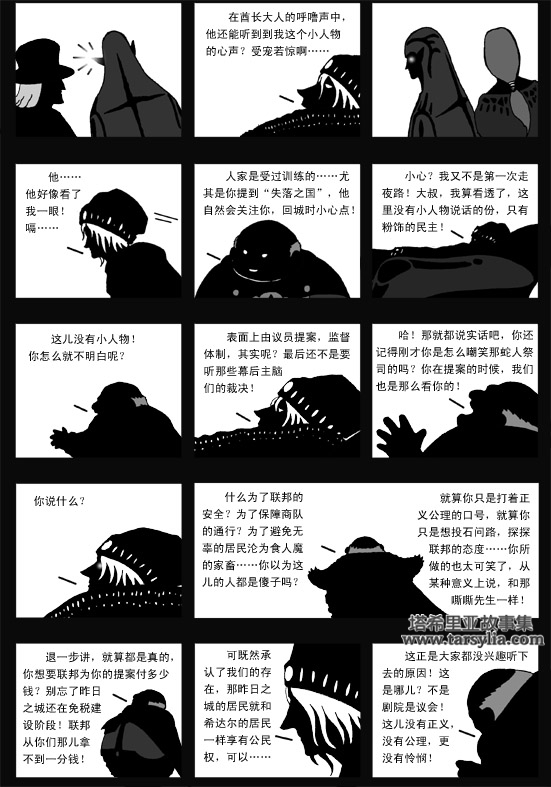 在酋长大人的呼噜声中，
他还能听到到我这个小人物
的心声？受宠若惊啊……
他……
他好像看了
我一眼！
嗝……
人家是受过训练的……尤
其是你提到“失落之国”，他
自然会关注你，回城时小心点！
小心？我又不是第一次走
夜路！大叔，我算看透了，这
里没有小人物说话的份，只有
粉饰的民主！
这儿没有小人物！
你怎么就不明白呢？
表面上由议员提案，监督
体制，其实呢？最后还不是要
听那些幕后主脑
们的裁决！
哈！那就都说实话吧，你还
记得刚才你是怎么嘲笑那蛇人祭
司的吗？你在提案的时候，我们
也是那么看你的！
你说什么？
什么为了联邦的
安全？为了保障商队
的通行？为了避免无
辜的居民沦为食人魔
的家畜……你以为这
儿的人都是傻子吗？
就算你只是打着正
义公理的口号，就算你
只是想投石问路，探探
联邦的态度……你所
做的也太可笑了，从
某种意义上说，和那
嘶嘶先生一样！
塔希里亚故事集
www.tarsylia.com
退一步讲，就算都是真的，
你想要联邦为你的提案付多少
钱？别忘了昨日
之城还在免税建
设阶段！联邦
从你们那儿拿
不到一分钱！
可既然承认
了我们的存
在，那昨日之
城的居民就和
希达尔的居民
一样享有公民
权，可以……
这正是大家都没兴趣听下
去的原因！这
是哪儿？不是
剧院是议会！
这儿没有正义，
没有公理，更
没有怜悯！